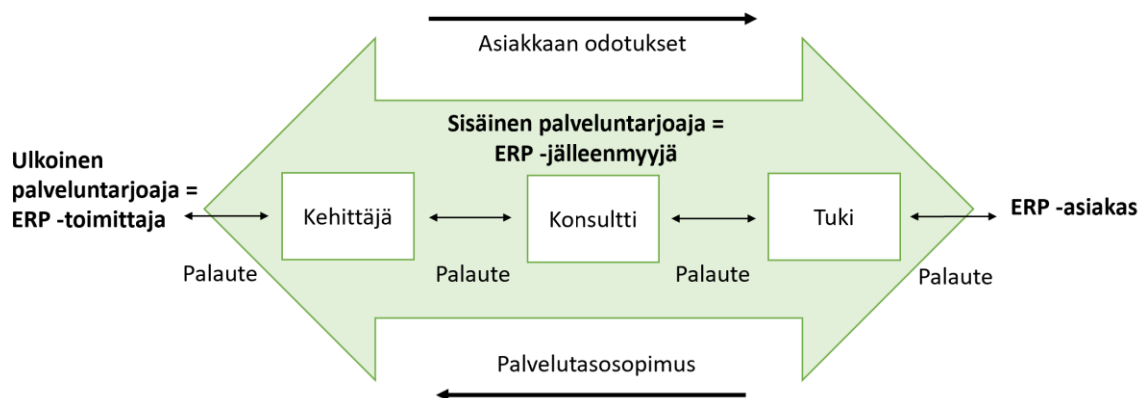 Asiakkaan odotukset
Sisäinen palveluntarjoaja =
ERP -jälleenmyyjä
Ulkoinen
palveluntarjoaja =
ERP -toimittaja
Kehittäjä
Konsultti
Tuki
ERP -asiakas
Palaute
Palaute
Palaute
Palaute
Palvelutasosopimus